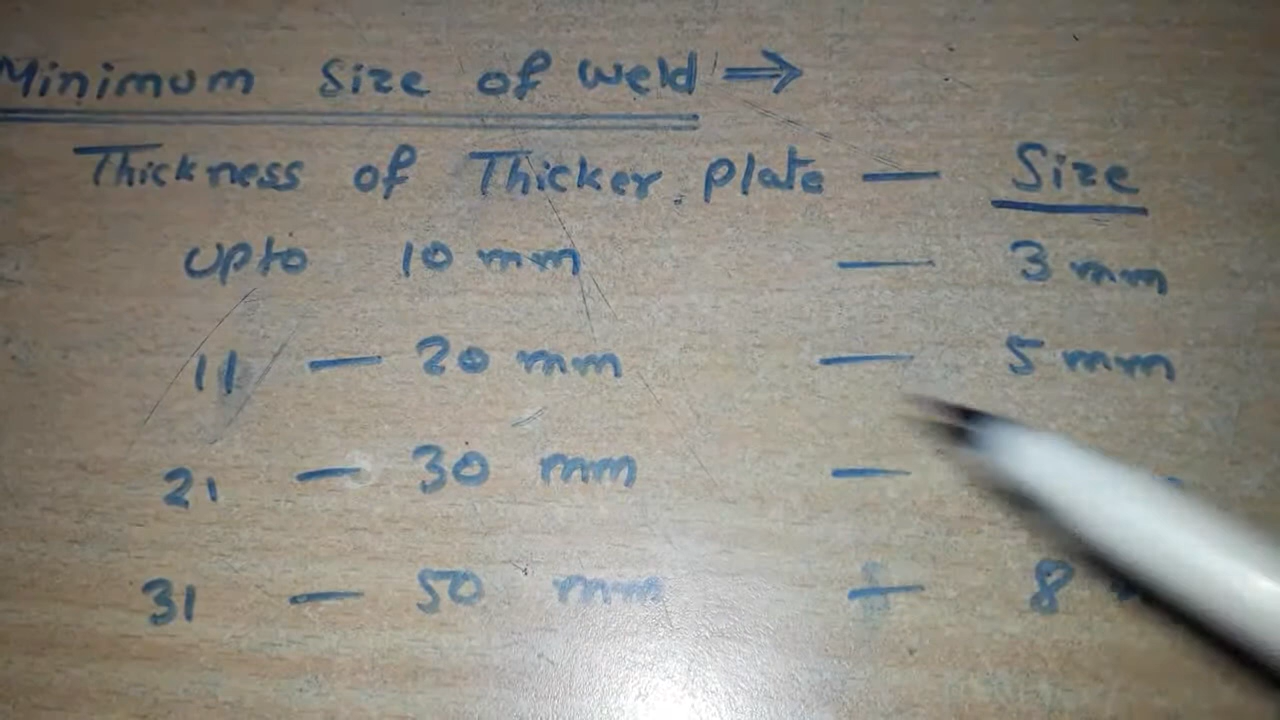 Minimum Size of weld ⇒
Thickness of Thicker plate — Size
upto 10 mm — 3 mm
11 — 20 mm — 5 mm
21 — 30 mm —
31 — 50 mm — 8